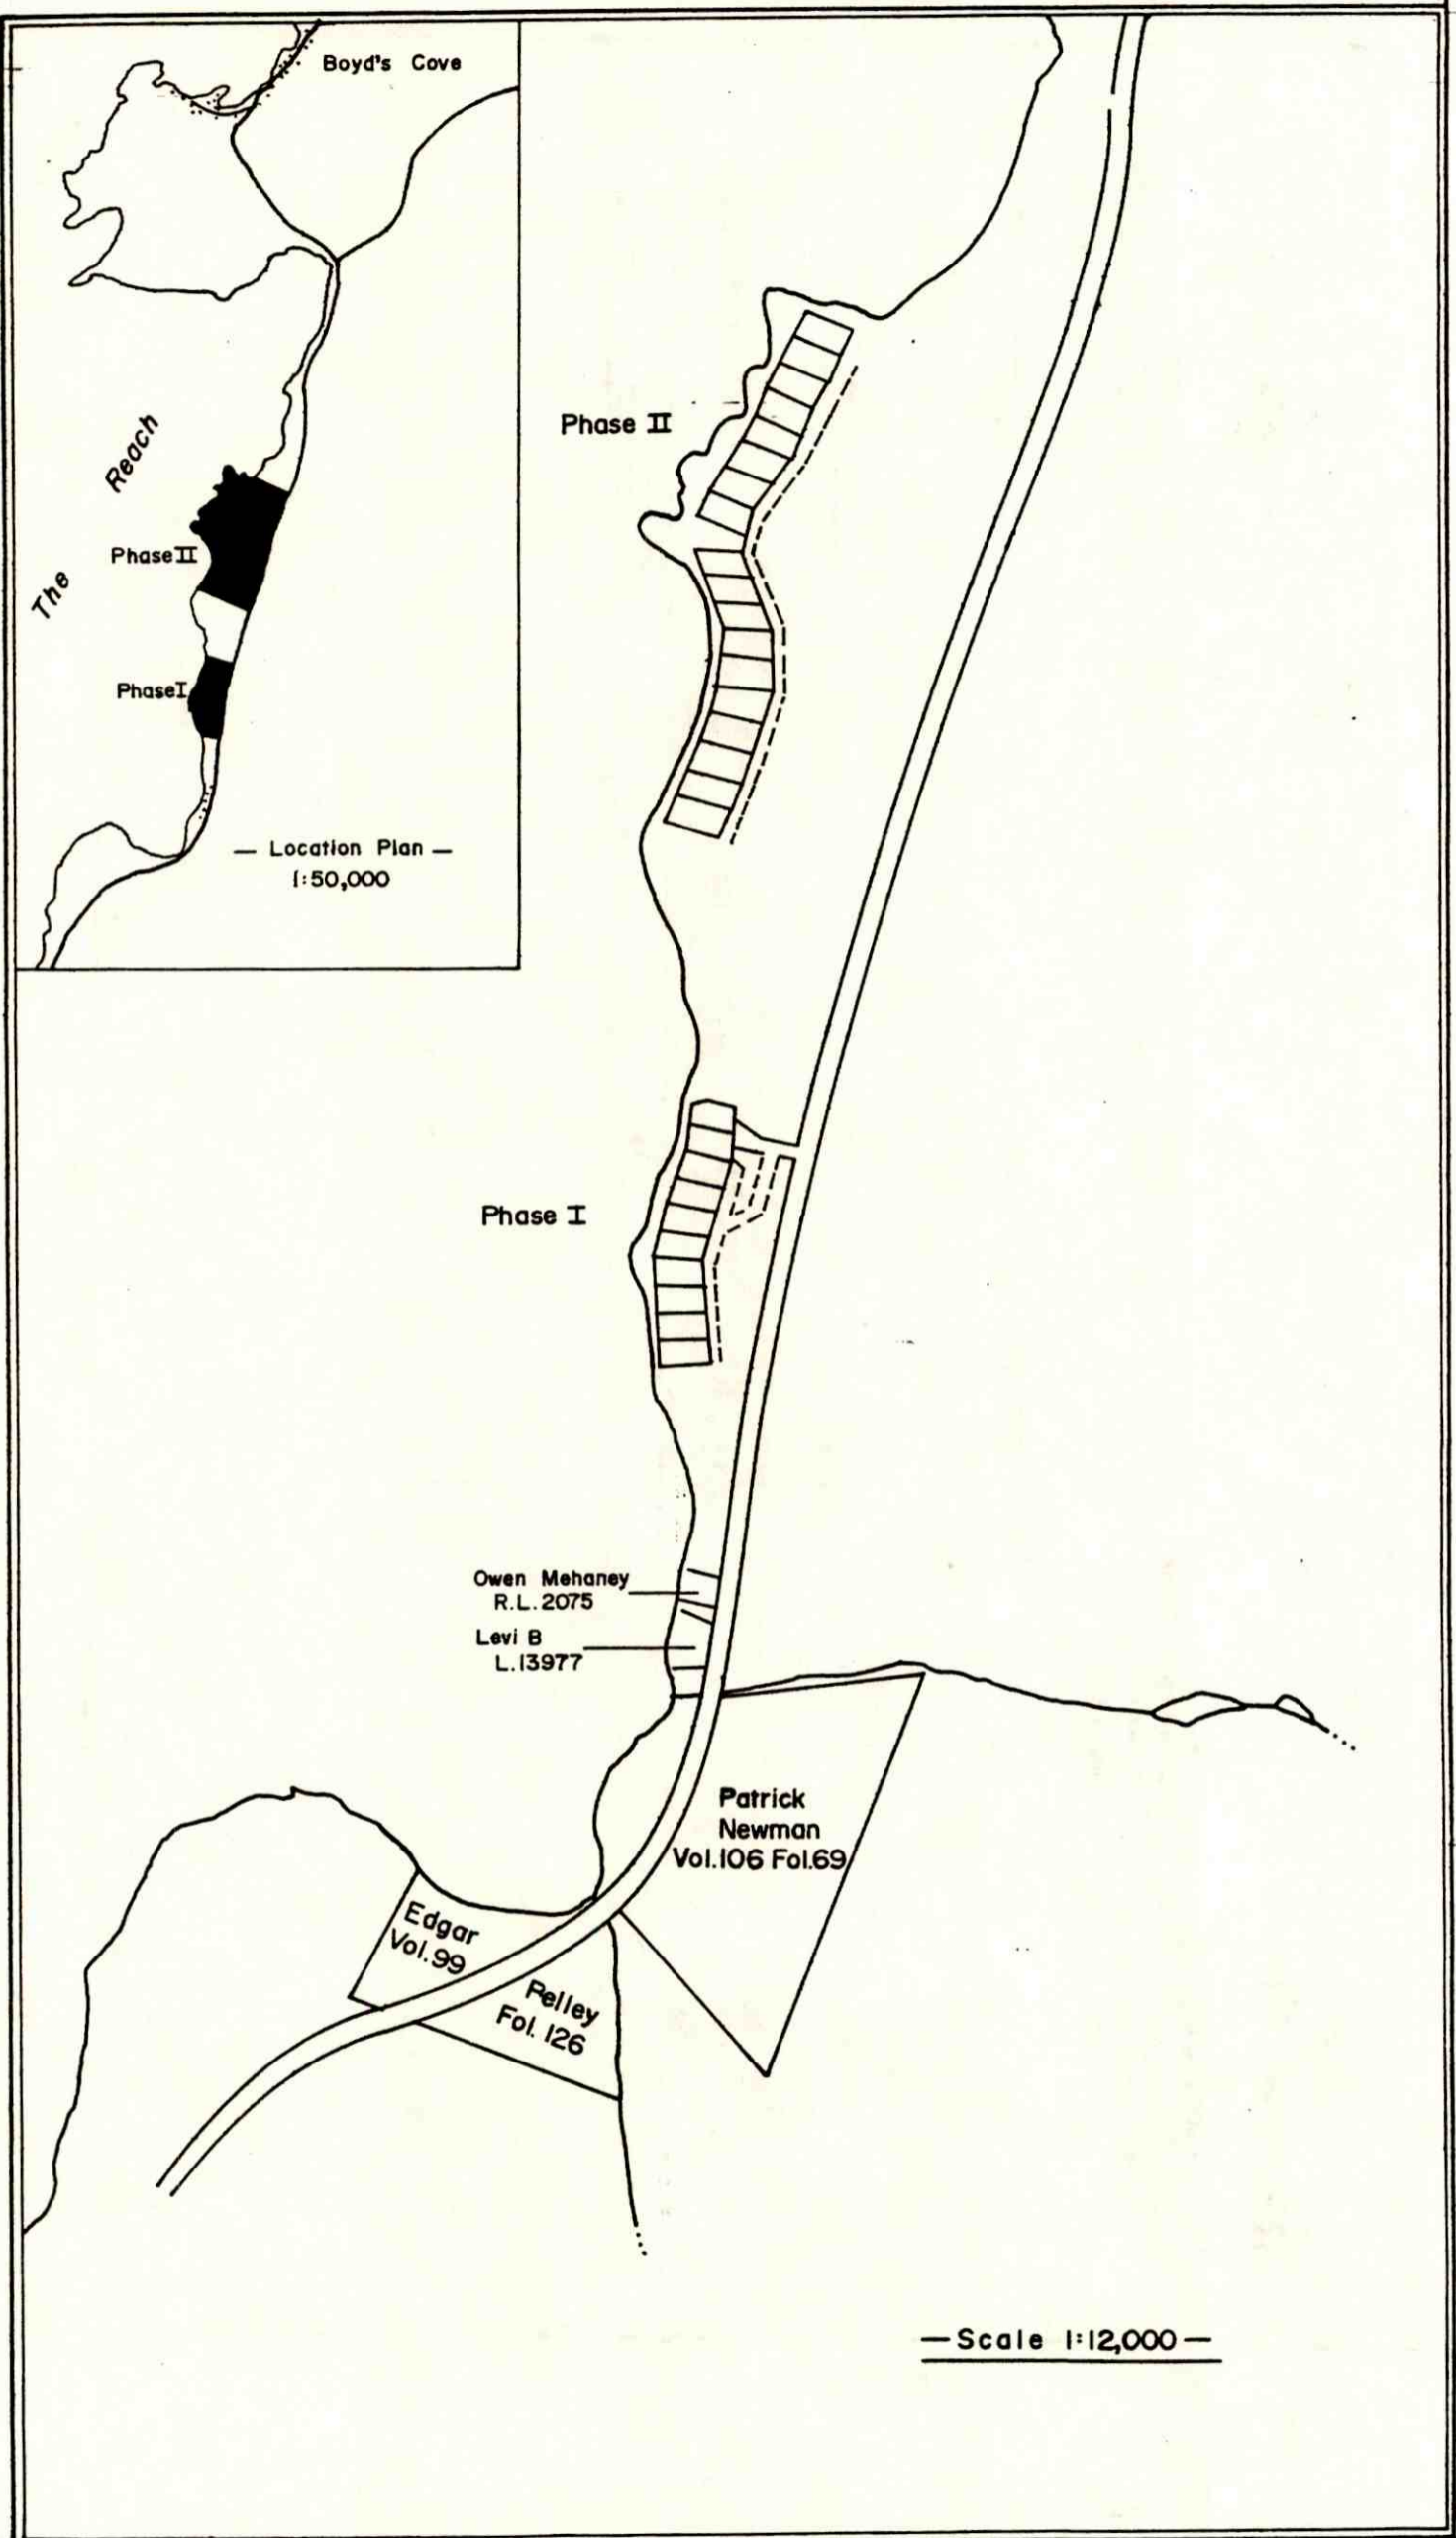 Boyd's Cove
The Reach
Phase II
Phase I
— Location Plan —
1:50,000
Phase II
Phase I
Owen Mehaney
R.L. 2075
Levi B
L.13977
Patrick
Newman
Vol.106 Fol.69
Edgar
Vol.99
Pelley
Fol. 126
— Scale 1:12,000 —